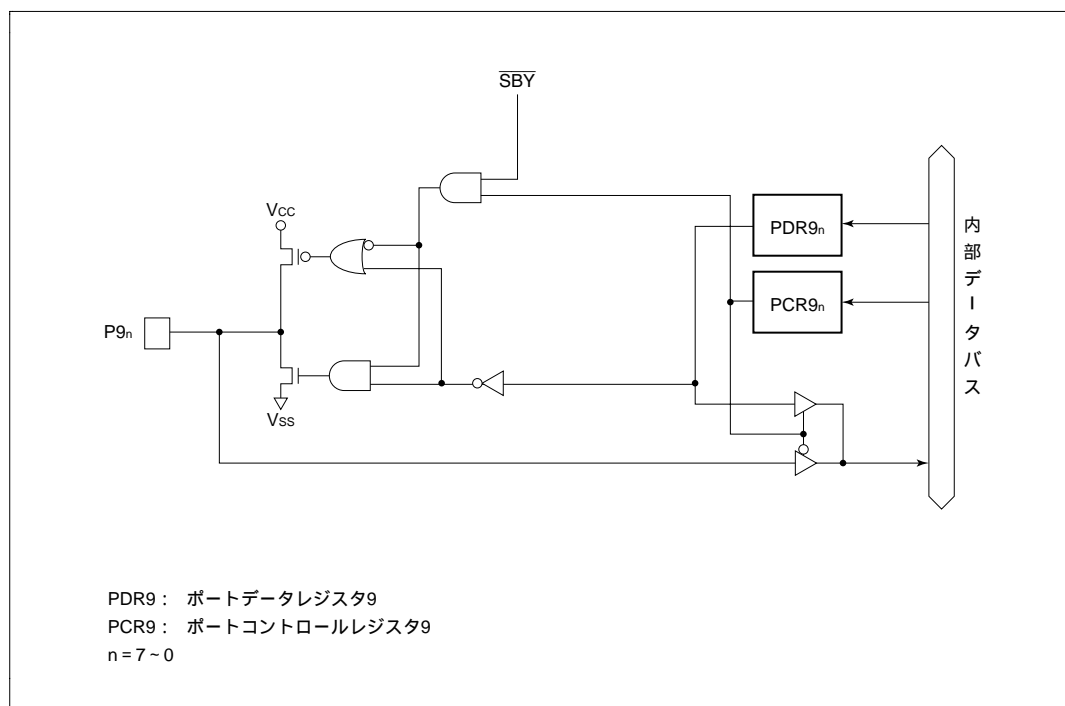 SBY
VCC
PDR9n
内部データバス
PCR9n
P9n
VSS
PDR9： ポートデータレジスタ9
PCR9： ポートコントロールレジスタ9
n = 7 ~ 0